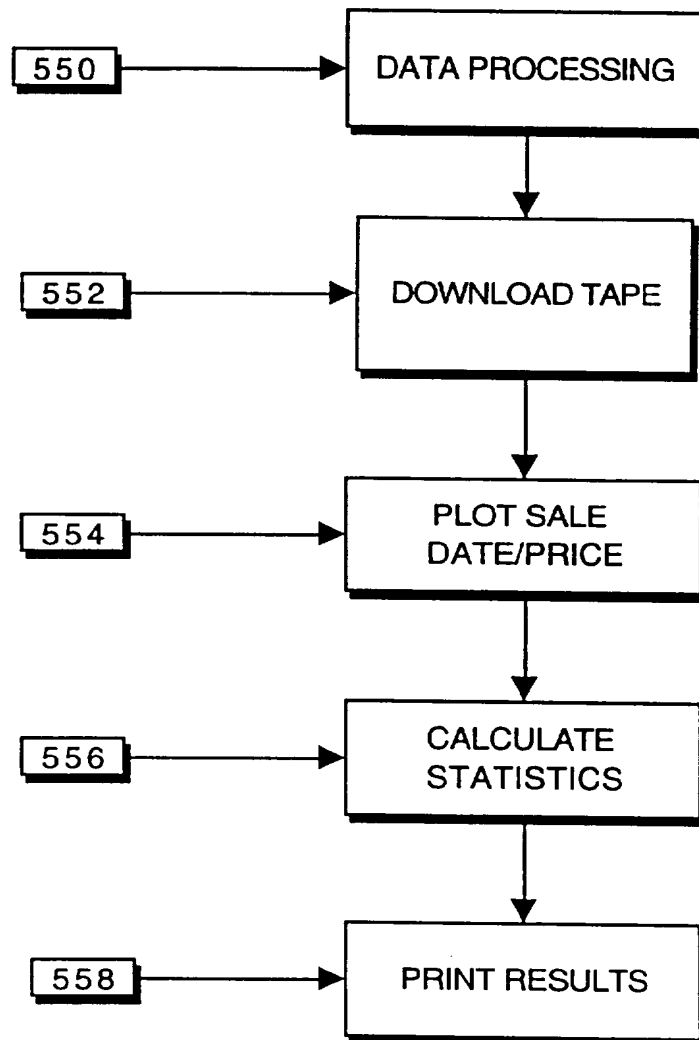 550
DATA PROCESSING
552
DOWNLOAD TAPE
554
PLOT SALE
DATE/PRICE
556
CALCULATE
STATISTICS
558
PRINT RESULTS